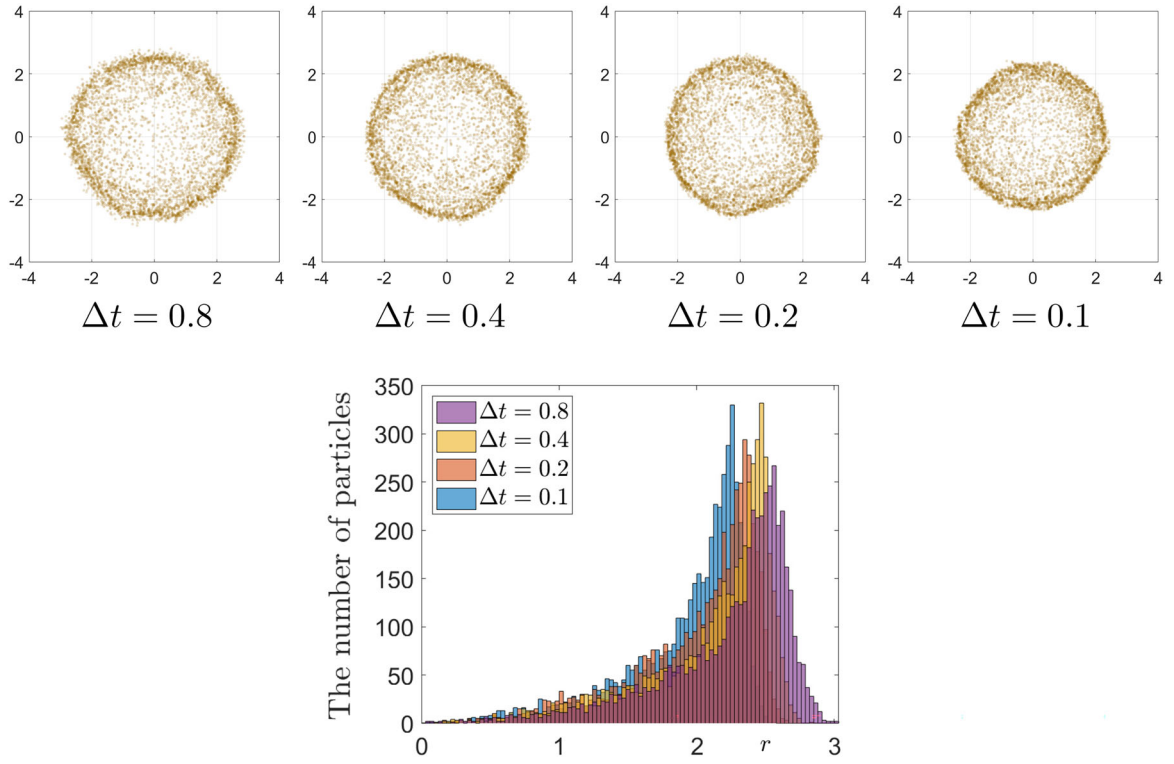 4 4 4 4
2 2 2 2
0 0 0 0
-2 -2 -2 -2
-4 -4 -4 -4
-4 -2 0 2 4 -4 -2 0 2 4 -4 -2 0 2 4 -4 -2 0 2 4
Δt = 0.8 Δt = 0.4 Δt = 0.2 Δt = 0.1
The number of particles
350
300
250
200
150
100
50
0
Δt = 0.8
Δt = 0.4
Δt = 0.2
Δt = 0.1
0 1 2 r 3